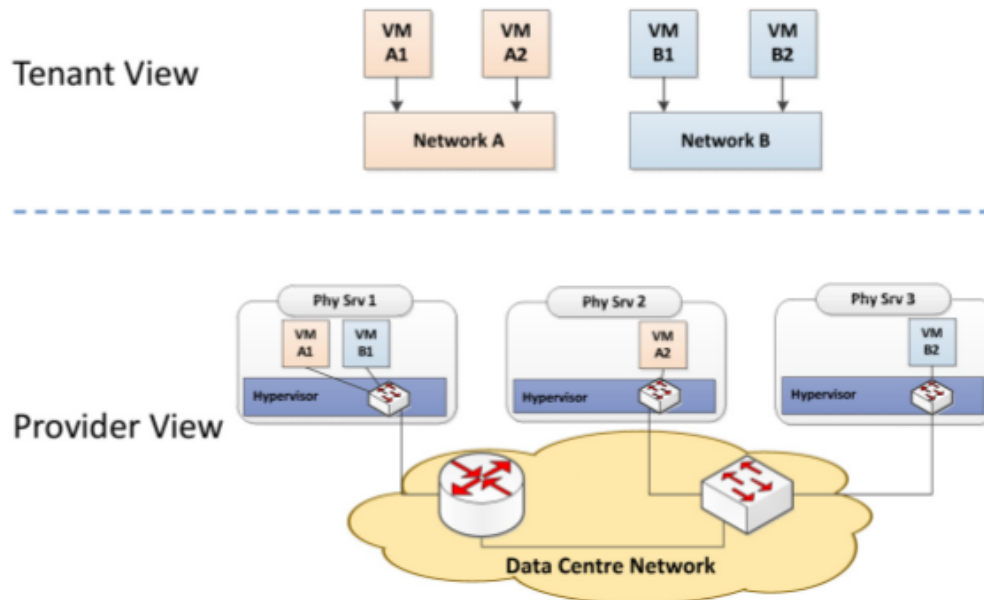 VM
A1
VM
A2
VM
B1
VM
B2
Tenant View
Network A
Network B
Phy Srv 1
Phy Srv 2
Phy Srv 3
VM
A1
VM
B1
VM
A2
VM
B2
Hypervisor
Hypervisor
Hypervisor
Provider View
Data Centre Network